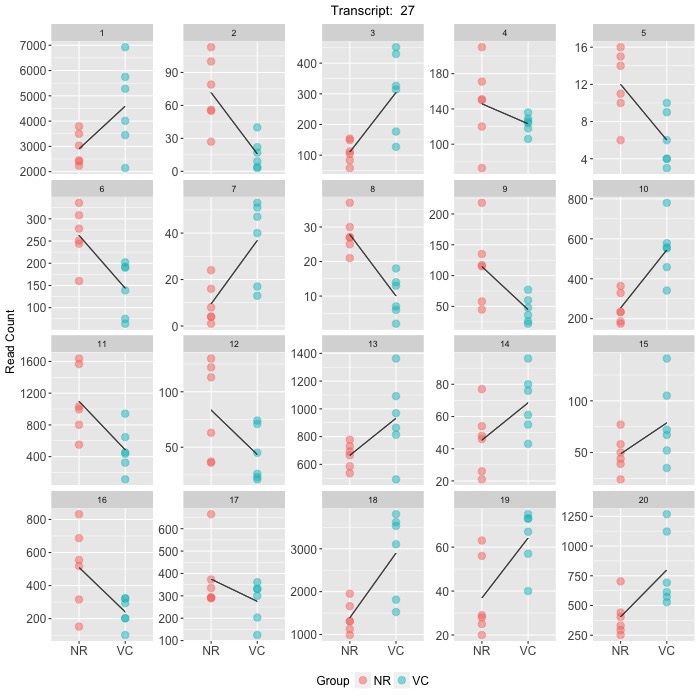 Transcript: 27
1 2 3 4 5
7000 6000 5000 4000 3000 2000
90 60 30 0
400 300 200 100
180 140 100
16 12 8 4
6 7 8 9 10
300 250 200 150 100
40 20 0
30 20 10
200 150 100 50
800 600 400 200
Read Count
11 12 13 14 15
1600 1200 800 400
100 50
1400 1200 1000 800 600
80 60 40 20
100 50
16 17 18 19 20
800 600 400 200
600 500 400 300 200 100
3000 2000 1000
60 40 20
1250 1000 750 500 250
NR VC NR VC NR VC NR VC NR VC
Group NR VC